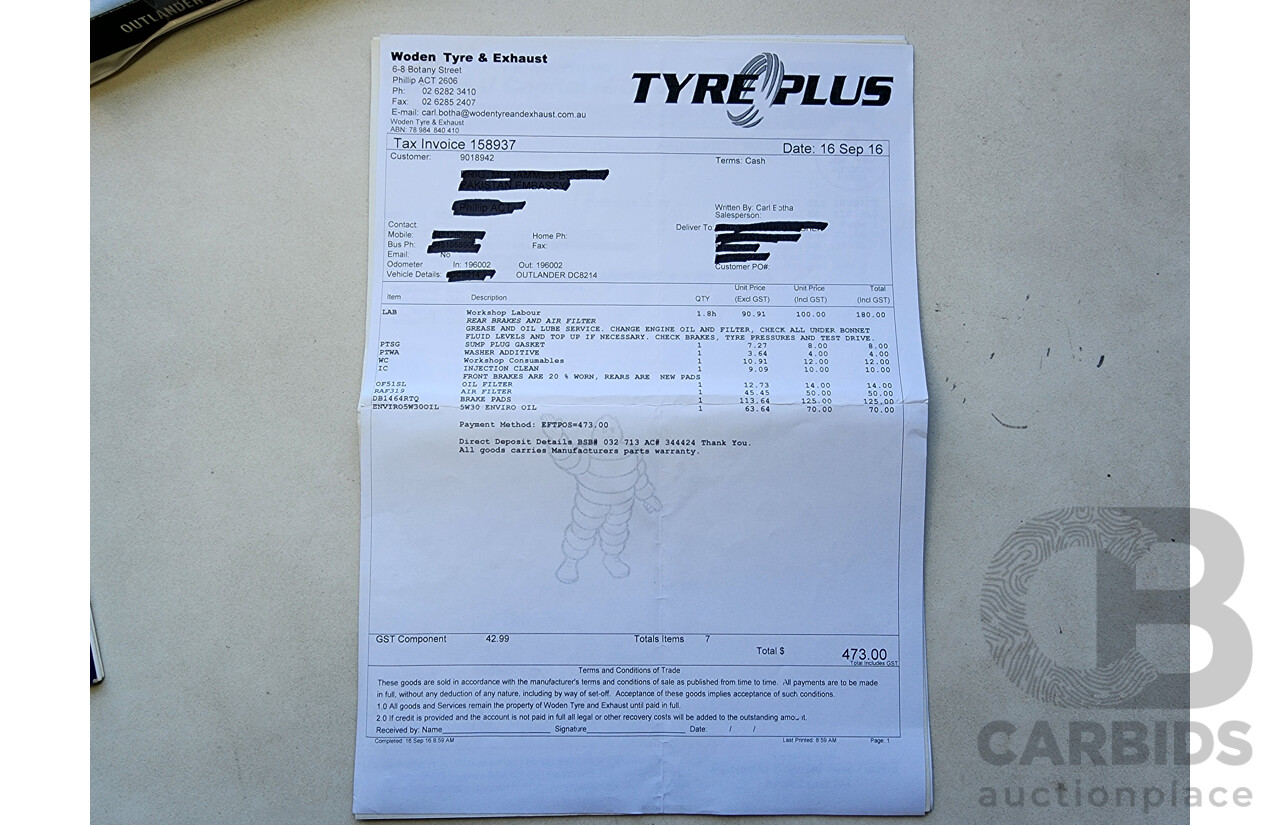 OUTLANDER
Woden Tyre & Exhaust
6-8 Botany Street
Phillip ACT 2606
Ph: 02 6282 3410
Fax: 02 6285 2407
E-mail: carl.botha@wodentyreandexhaust.com.au
Woden Tyre & Exhaust
ABN: 78 984 840 410
TYREPLUS
Tax Invoice 158937 Date: 16 Sep 16
Customer: 9018942 Terms: Cash
PAKISTAN EMBASSY
Phillip ACT
Written By: Carl Botha
Salesperson:
Contact: Deliver To:
Mobile: Home Ph:
Bus Ph: Fax:
Email: No
Odometer In: 196002 Out: 196002 Customer PO#:
Vehicle Details: OUTLANDER DC8214
Item Description QTY Unit Price (Excl GST) Unit Price (Incl GST) Total (Incl GST)
LAB Workshop Labour 1.8h 90.91 100.00 180.00
REAR BRAKES AND AIR FILTER
GREASE AND OIL LUBE SERVICE. CHANGE ENGINE OIL AND FILTER, CHECK ALL UNDER BONNET
FLUID LEVELS AND TOP UP IF NECESSARY. CHECK BRAKES, TYRE PRESSURES AND TEST DRIVE.
PTSG SUMP PLUG GASKET 1 7.27 8.00 8.00
PTWA WASHER ADDITIVE 1 3.64 4.00 4.00
WC Workshop Consumables 1 10.91 12.00 12.00
IC INJECTION CLEAN 1 9.09 10.00 10.00
FRONT BRAKES ARE 20 % WORN, REARS ARE NEW PADS
OF51SL OIL FILTER 1 12.73 14.00 14.00
RAF319 AIR FILTER 1 45.45 50.00 50.00
DB1464RTQ BRAKE PADS 1 113.64 125.00 125.00
ENVIRO5W30OIL 5W30 ENVIRO OIL 1 63.64 70.00 70.00
Payment Method: EFTPOS=473.00
Direct Deposit Details BSB# 032 713 AC# 344424 Thank You.
All goods carries Manufacturers parts warranty.
GST Component 42.99 Totals Items 7
Total $ 473.00
Total Includes GST
Terms and Conditions of Trade
These goods are sold in accordance with the manufacturer's terms and conditions of sale as published from time to time. All payments are to be made
in full, without any deduction of any nature, including by way of set-off. Acceptance of these goods implies acceptance of such conditions.
1.0 All goods and Services remain the property of Woden Tyre and Exhaust until paid in full.
2.0 If credit is provided and the account is not paid in full all legal or other recovery costs will be added to the outstanding amount.
Received by: Name Signature Date: / /
Completed: 16 Sep 16 8:59 AM Last Printed: 8:59 AM Page: 1
CB
CARBIDS
auctionplace